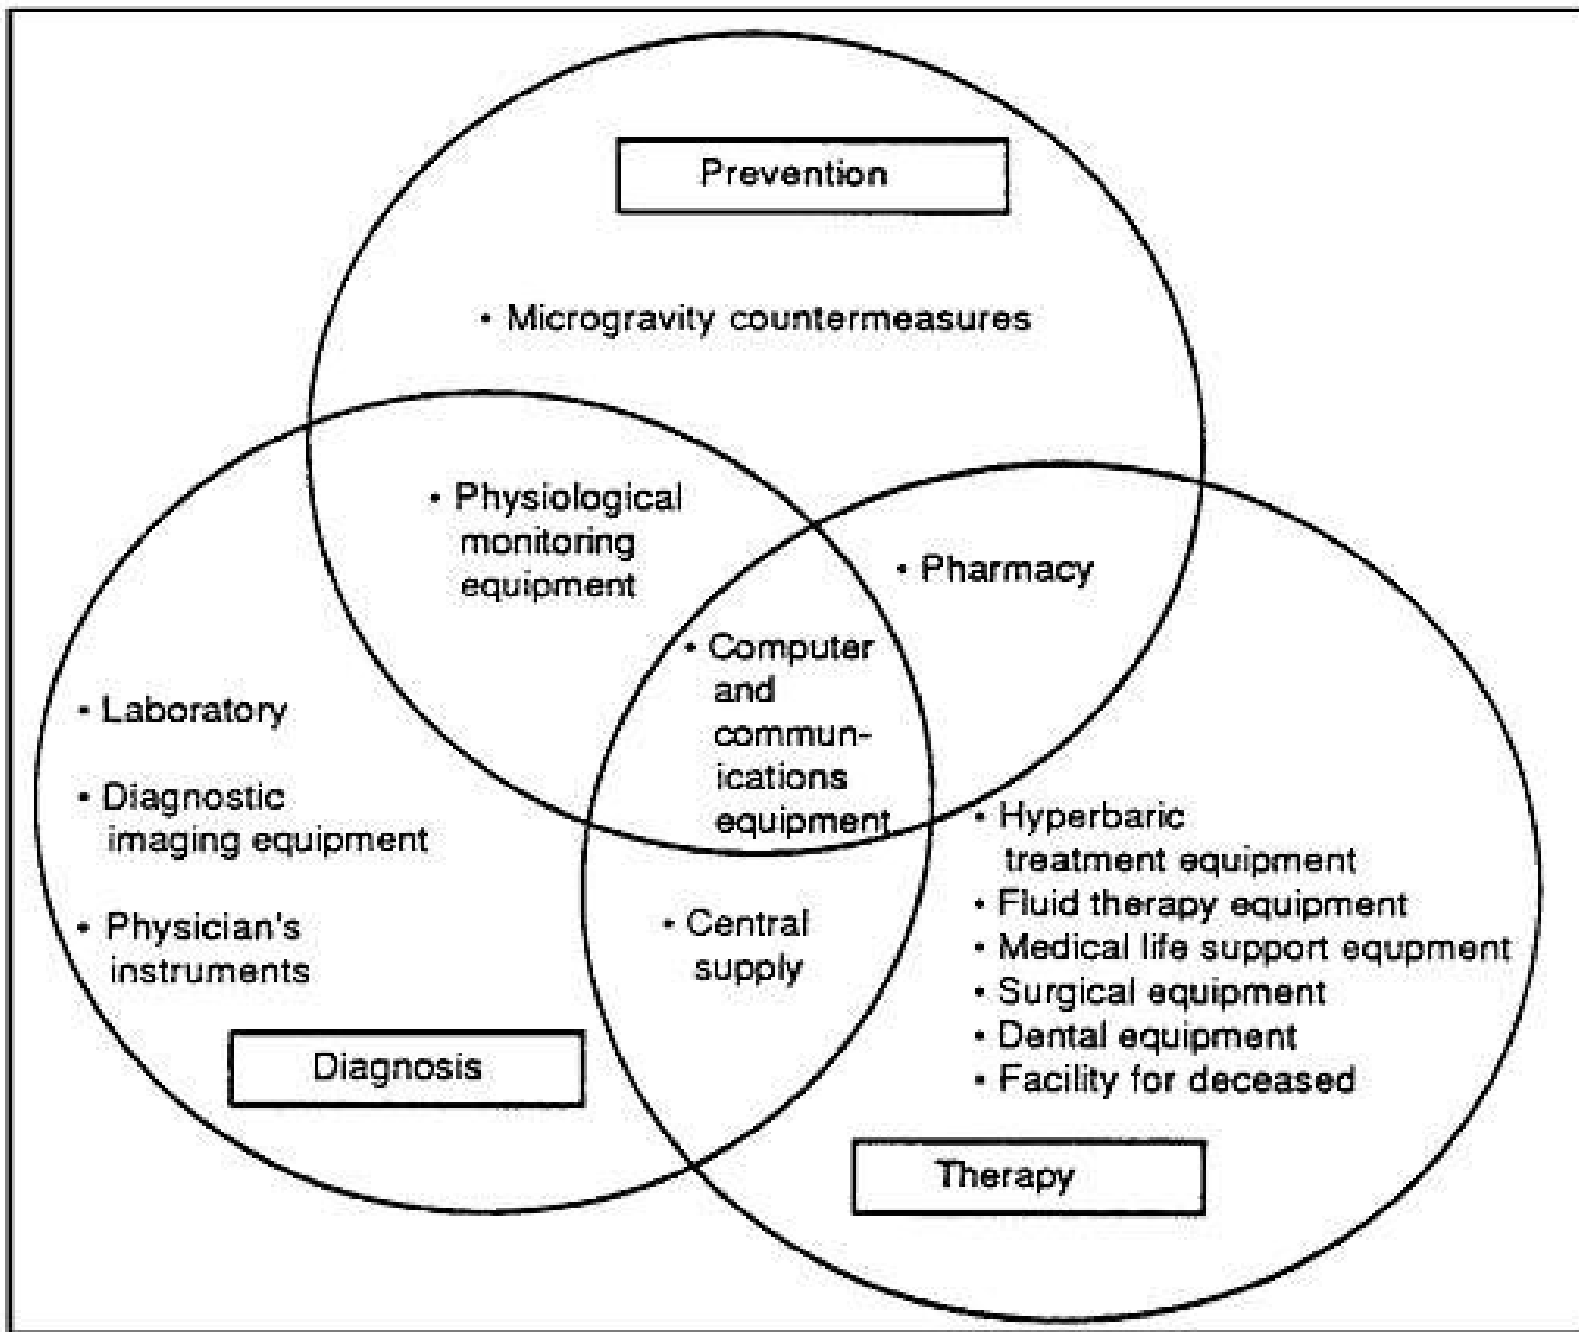 Prevention
• Microgravity countermeasures
• Physiological
monitoring
equipment
• Pharmacy
• Computer
and
commun-
ications
equipment
• Laboratory
• Diagnostic
imaging equipment
• Physician's
instruments
• Central
supply
• Hyperbaric
treatment equipment
• Fluid therapy equipment
• Medical life support equpment
• Surgical equipment
• Dental equipment
• Facility for deceased
Diagnosis
Therapy